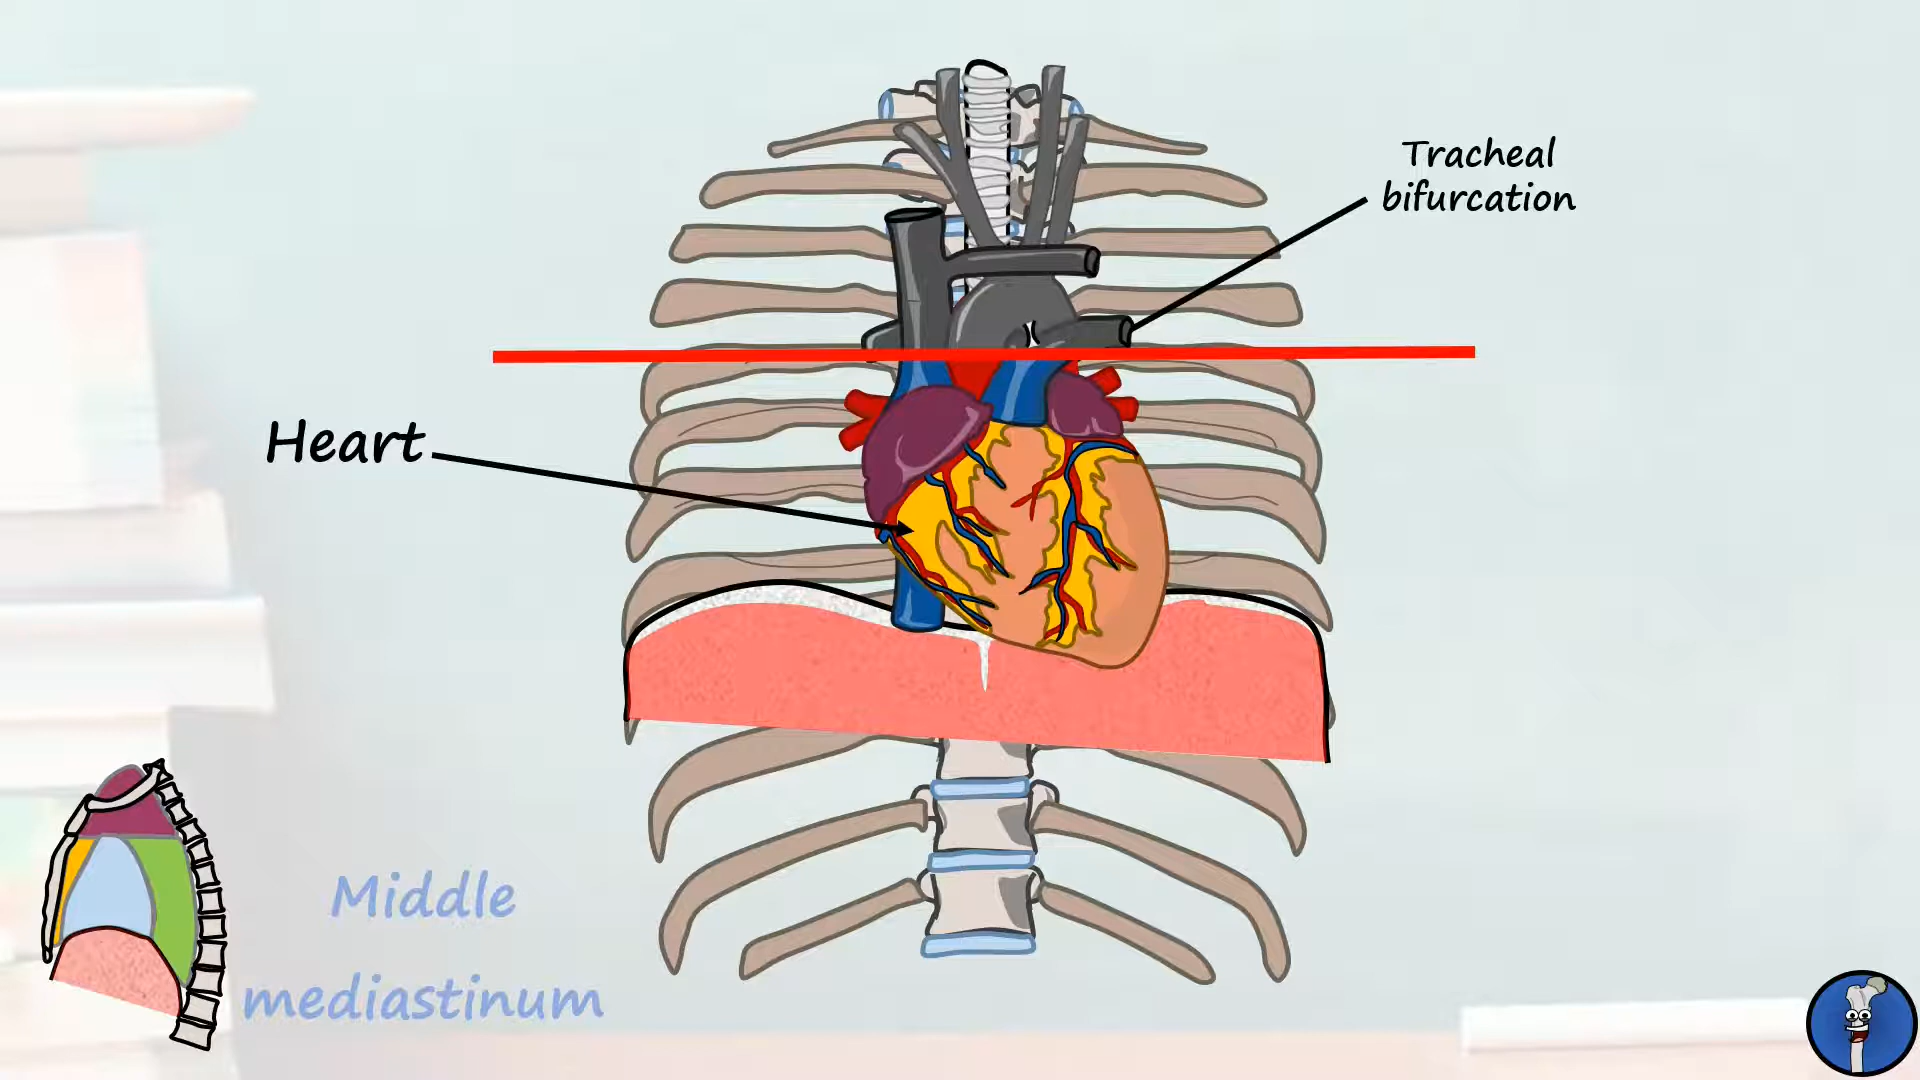 Tracheal
bifurcation
Heart
Middle
mediastinum